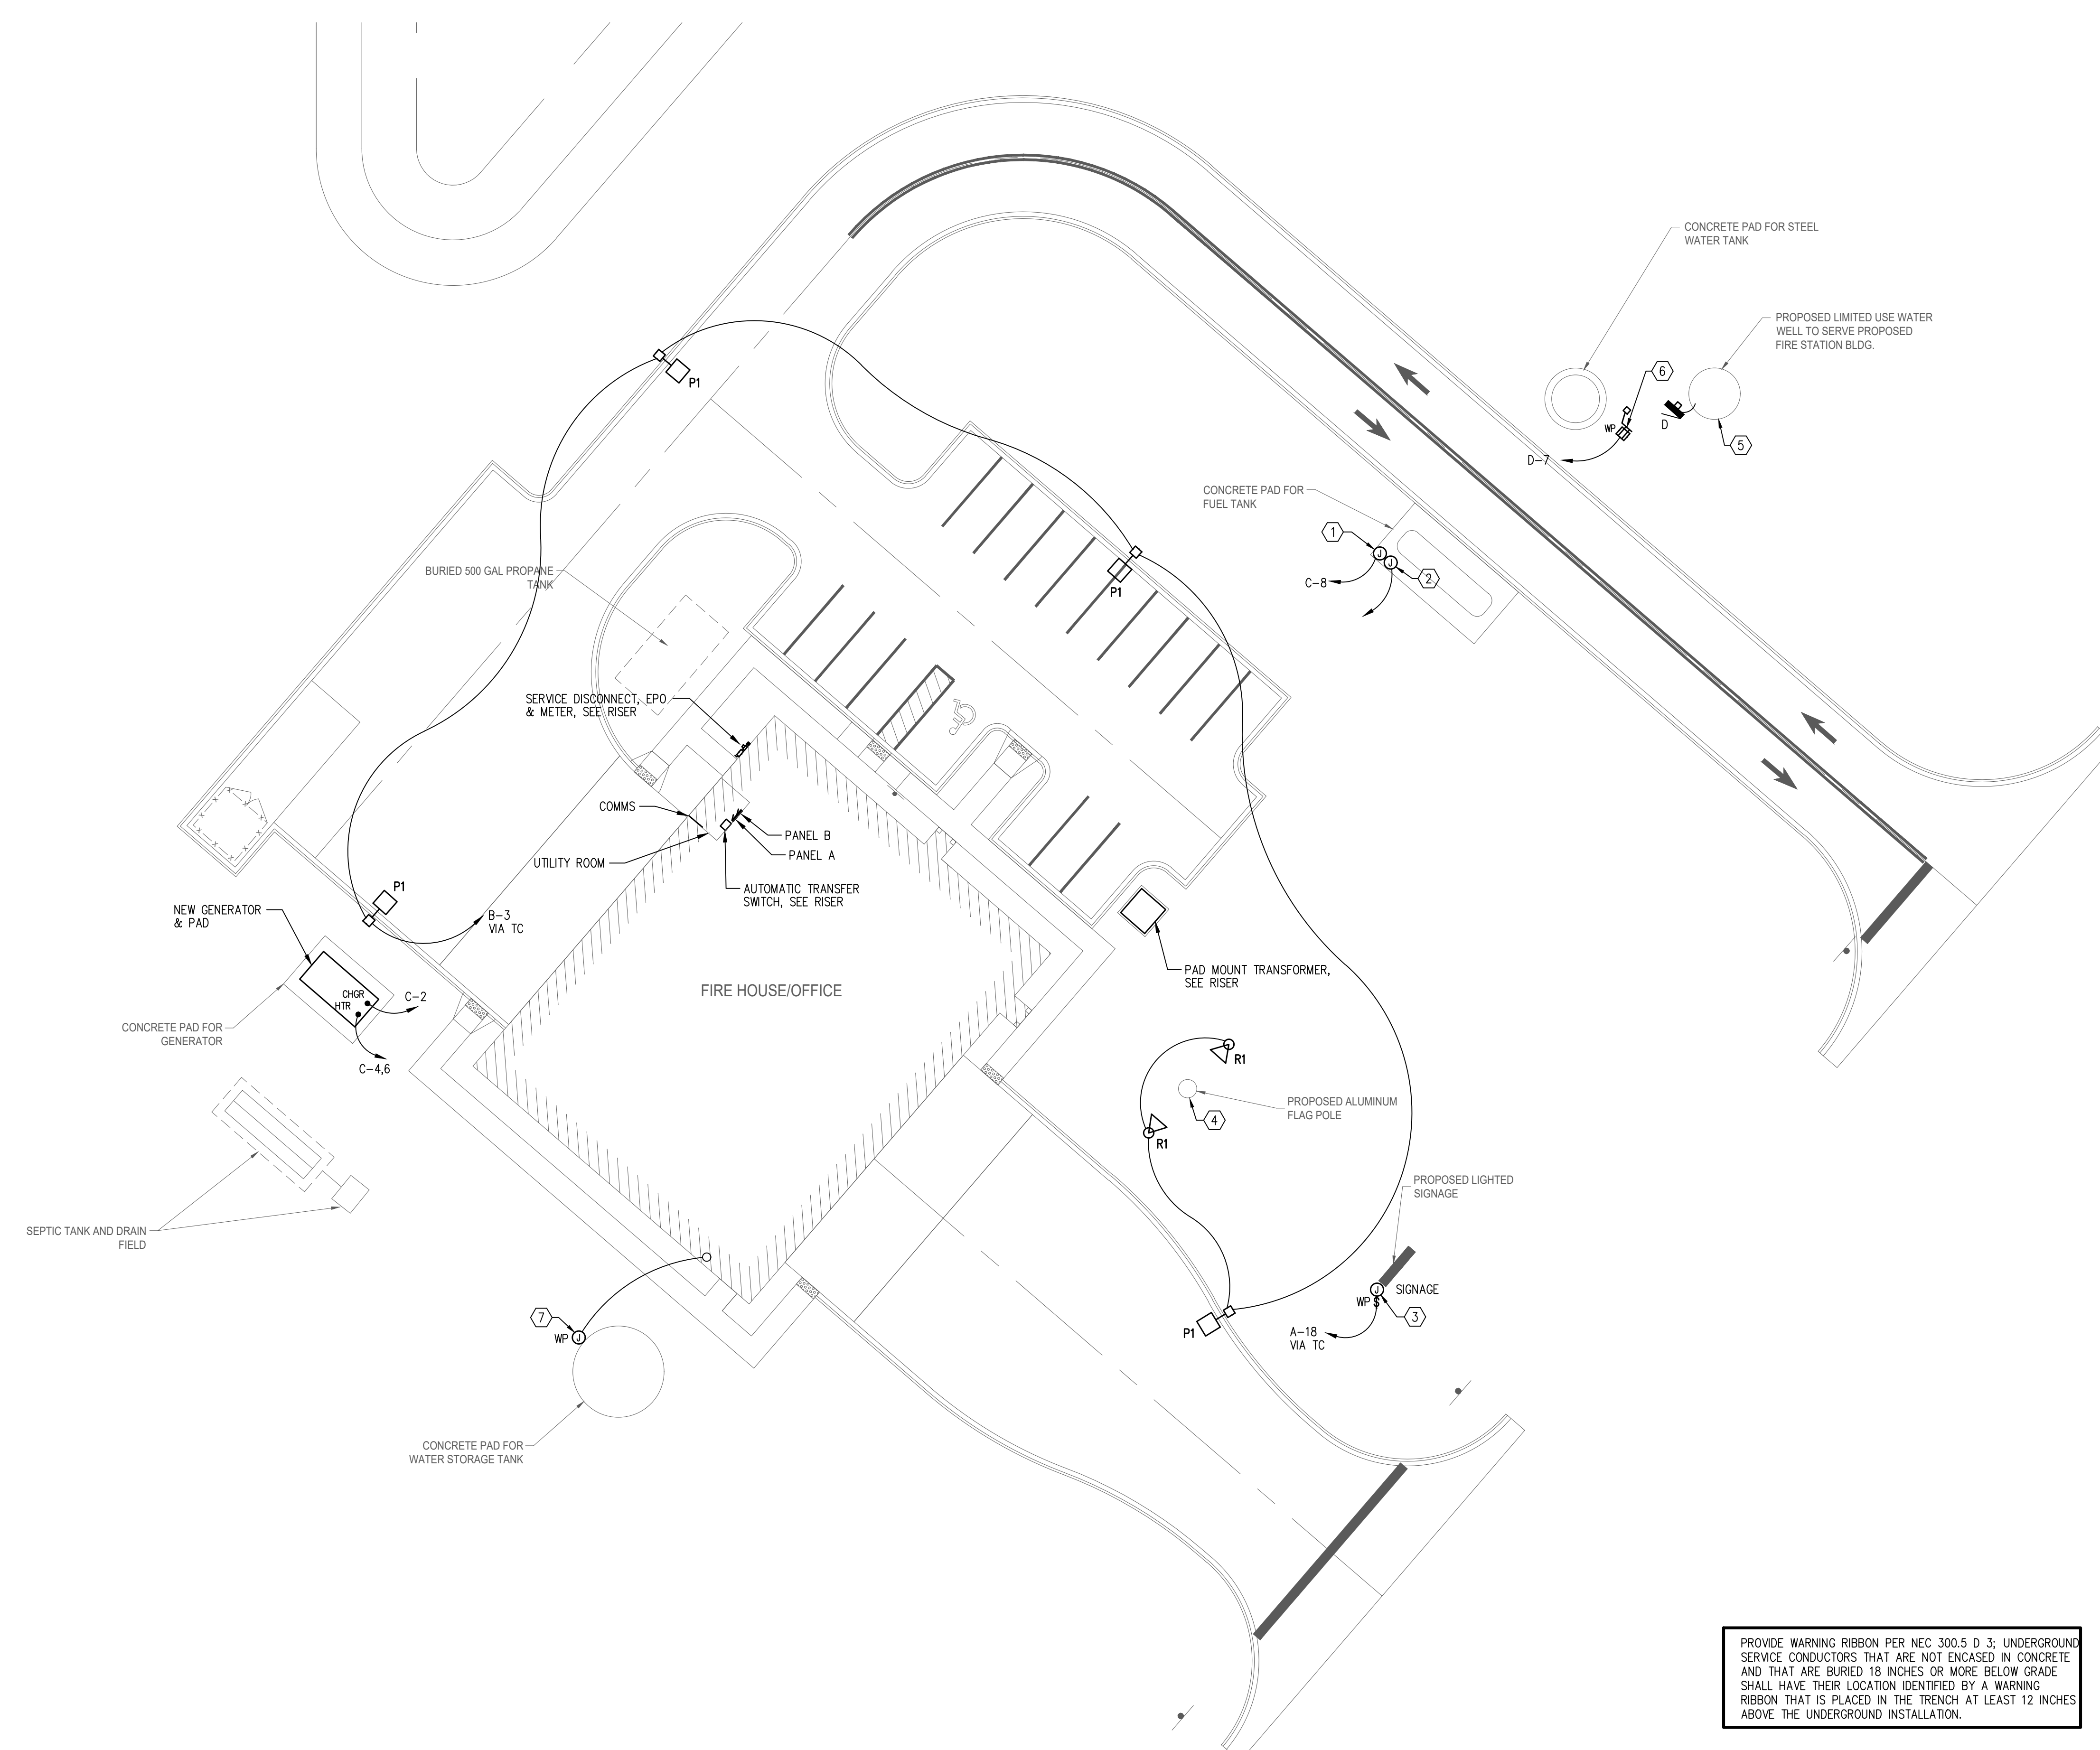 CONCRETE PAD FOR STEEL
WATER TANK
PROPOSED LIMITED USE WATER
WELL TO SERVE PROPOSED
FIRE STATION BLDG.
P1
6
WP
D
5
D-7
CONCRETE PAD FOR
FUEL TANK
1
J
J
2
C-8
P1
BURIED 500 GAL PROPANE
TANK
SERVICE DISCONNECT, EPO
& METER, SEE RISER
COMMS
PANEL B
PANEL A
UTILITY ROOM
AUTOMATIC TRANSFER
SWITCH, SEE RISER
P1
NEW GENERATOR
& PAD
B-3
VIA TC
CHGR
HTR
C-2
C-4,6
CONCRETE PAD FOR
GENERATOR
FIRE HOUSE/OFFICE
PAD MOUNT TRANSFORMER,
SEE RISER
R1
PROPOSED ALUMINUM
FLAG POLE
4
R1
SEPTIC TANK AND DRAIN
FIELD
PROPOSED LIGHTED
SIGNAGE
J
SIGNAGE
WP $
3
P1
A-18
VIA TC
7
WP
J
CONCRETE PAD FOR
WATER STORAGE TANK
PROVIDE WARNING RIBBON PER NEC 300.5 D 3; UNDERGROUND
SERVICE CONDUCTORS THAT ARE NOT ENCASED IN CONCRETE
AND THAT ARE BURIED 18 INCHES OR MORE BELOW GRADE
SHALL HAVE THEIR LOCATION IDENTIFIED BY A WARNING
RIBBON THAT IS PLACED IN THE TRENCH AT LEAST 12 INCHES
ABOVE THE UNDERGROUND INSTALLATION.